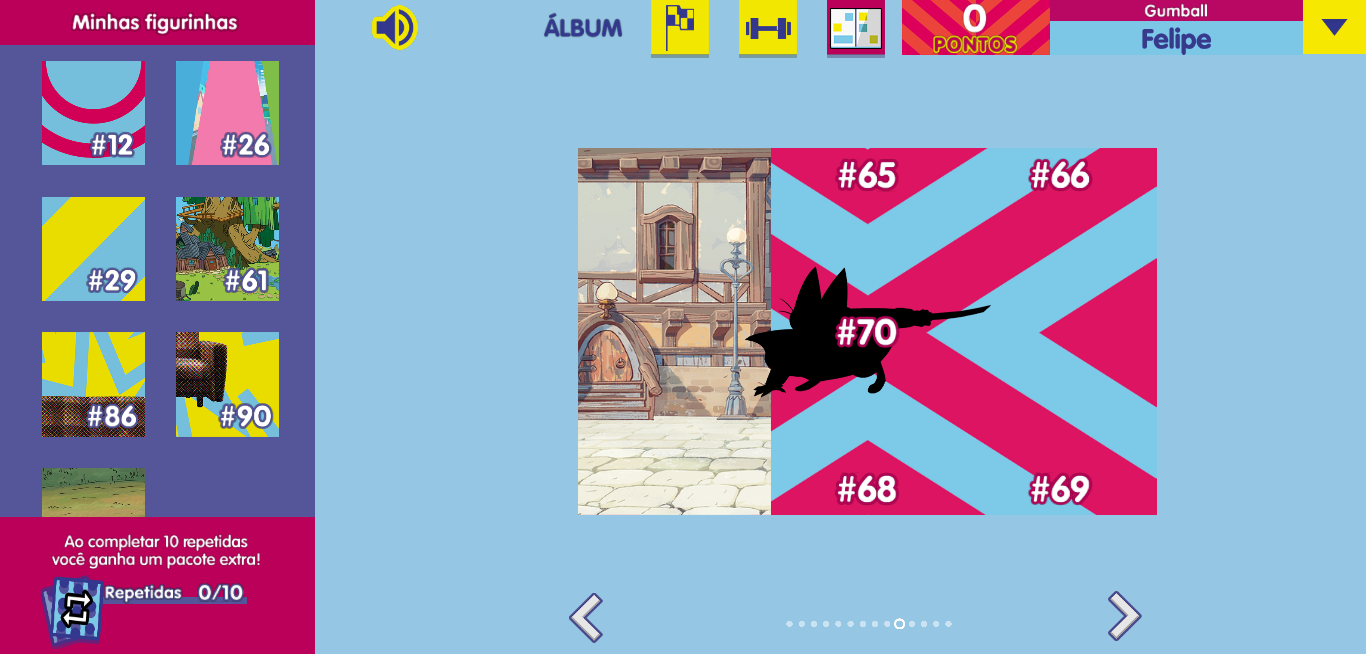 Minhas figurinhas
#12
#26
#29
#61
#86
#90
Ao completar 10 repetidas
você ganha um pacote extra!
Repetidas 0/10
ÁLBUM
0
PONTOS
Gumball
Felipe
#65
#66
#70
#68
#69